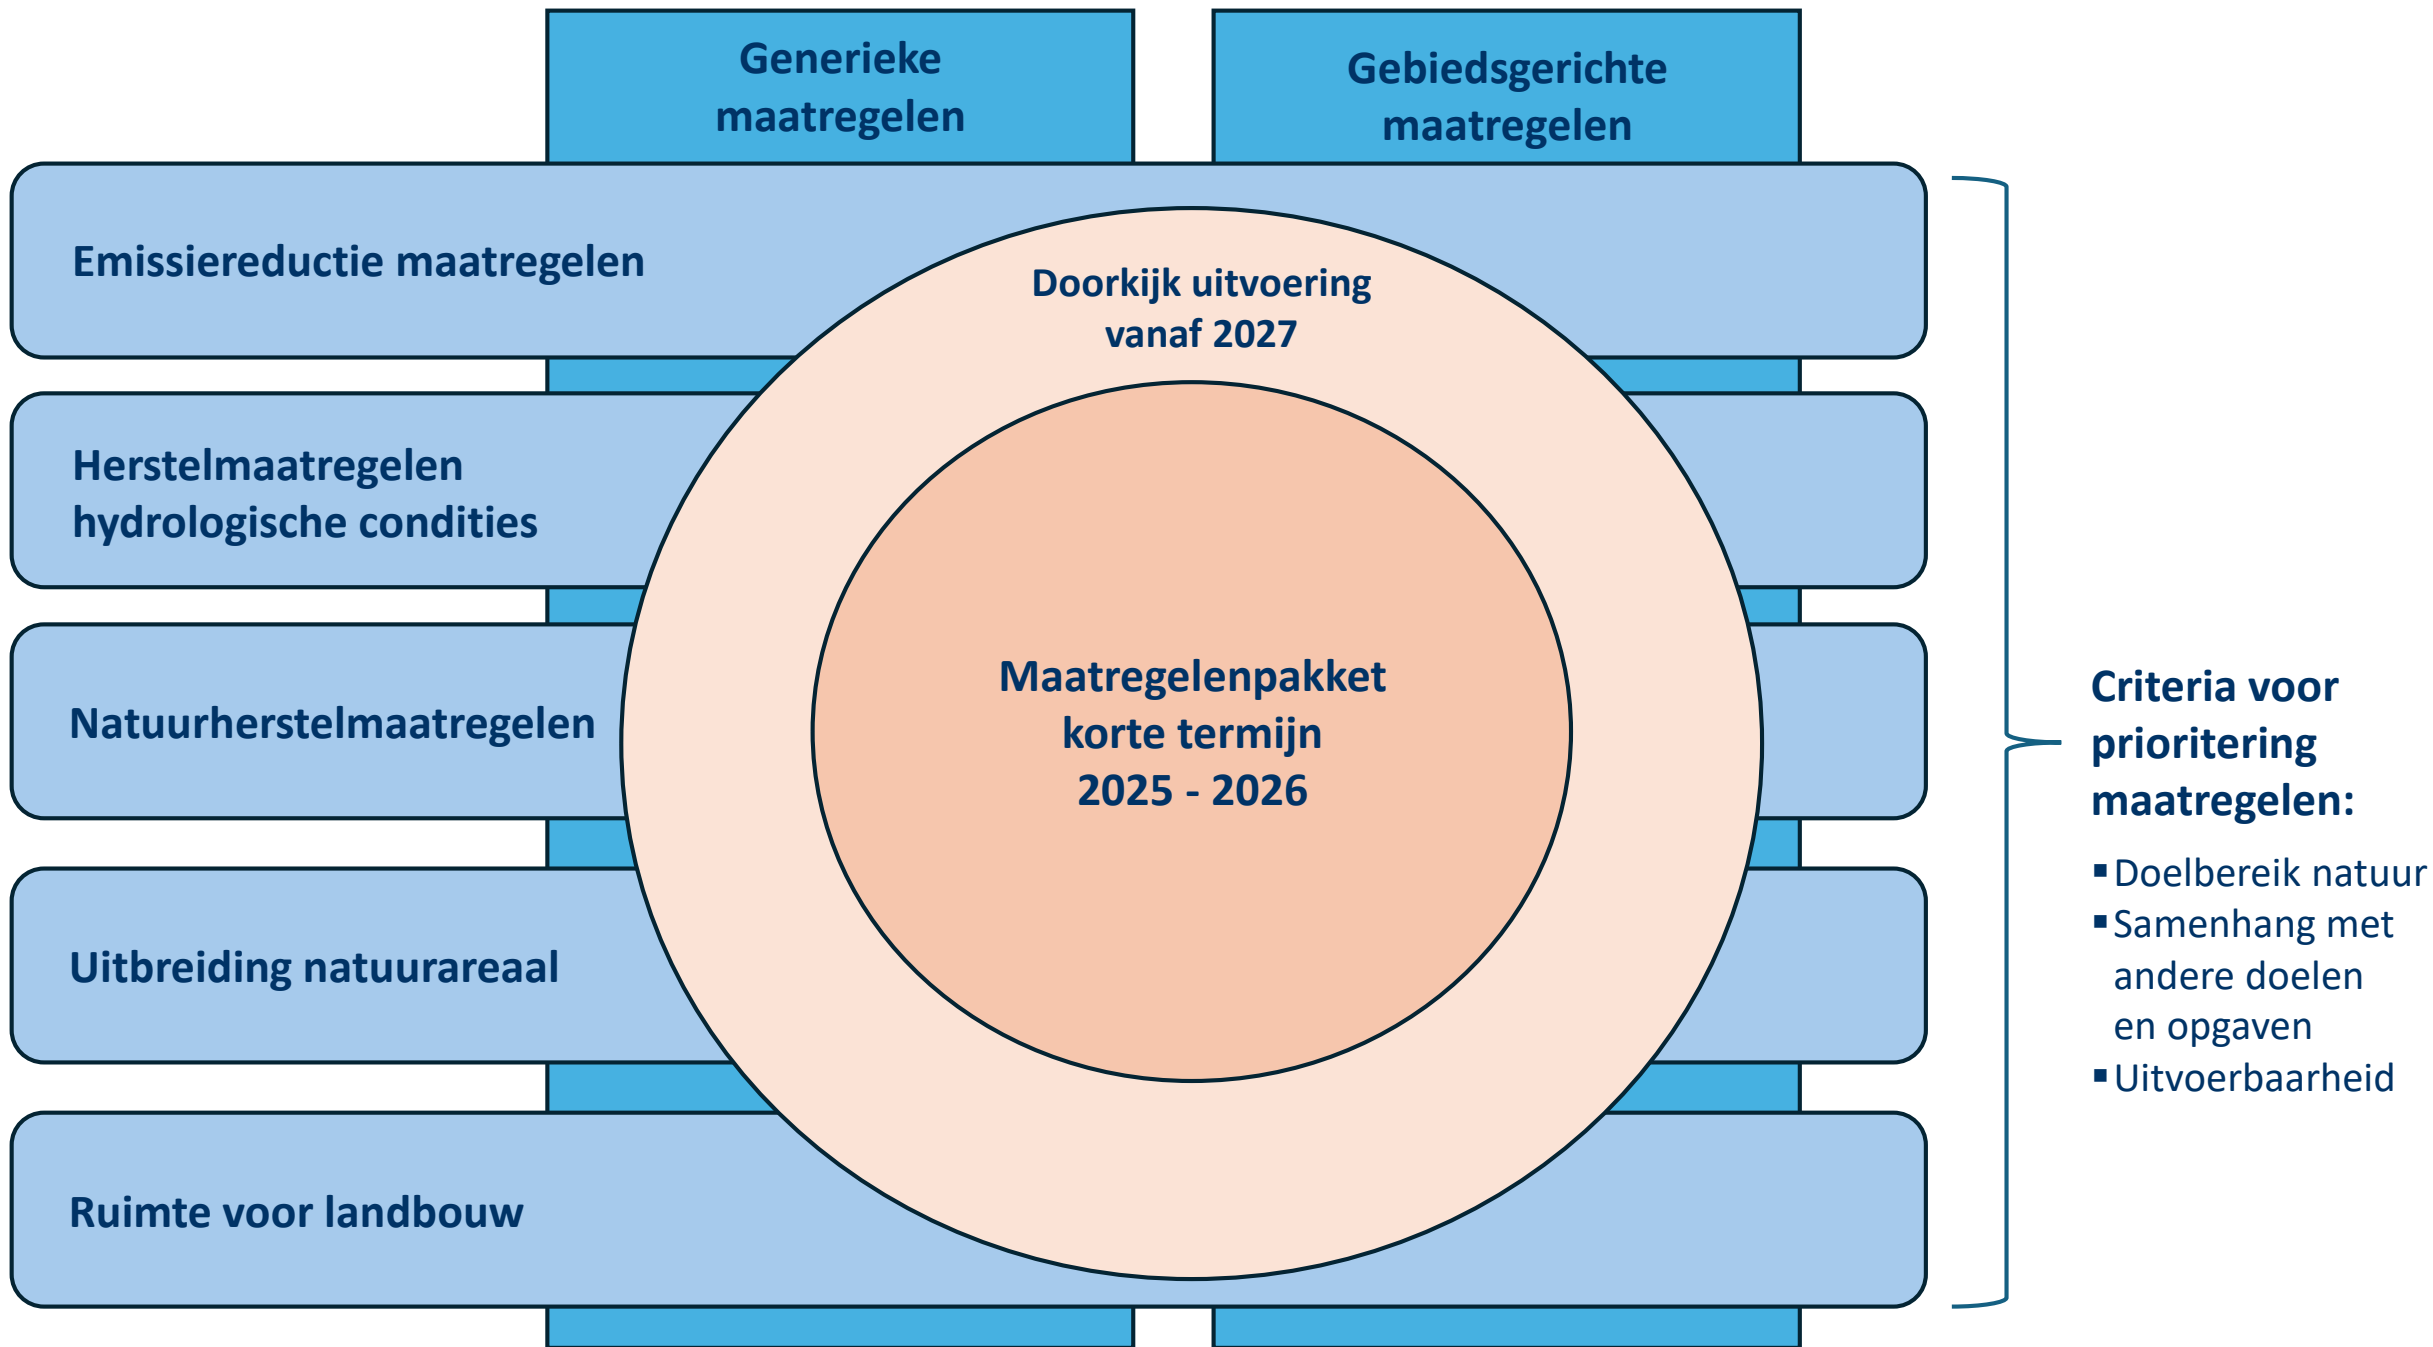 Generieke
maatregelen
Gebiedsgerichte
maatregelen
Emissiereductie maatregelen
Doorkijk uitvoering
vanaf 2027
Herstelmaatregelen
hydrologische condities
Natuurherstelmaatregelen
Maatregelenpakket
korte termijn
2025 - 2026
Uitbreiding natuurareaal
Ruimte voor landbouw
Criteria voor
prioritering
maatregelen:
▪ Doelbereik natuur
▪ Samenhang met
andere doelen
en opgaven
▪ Uitvoerbaarheid